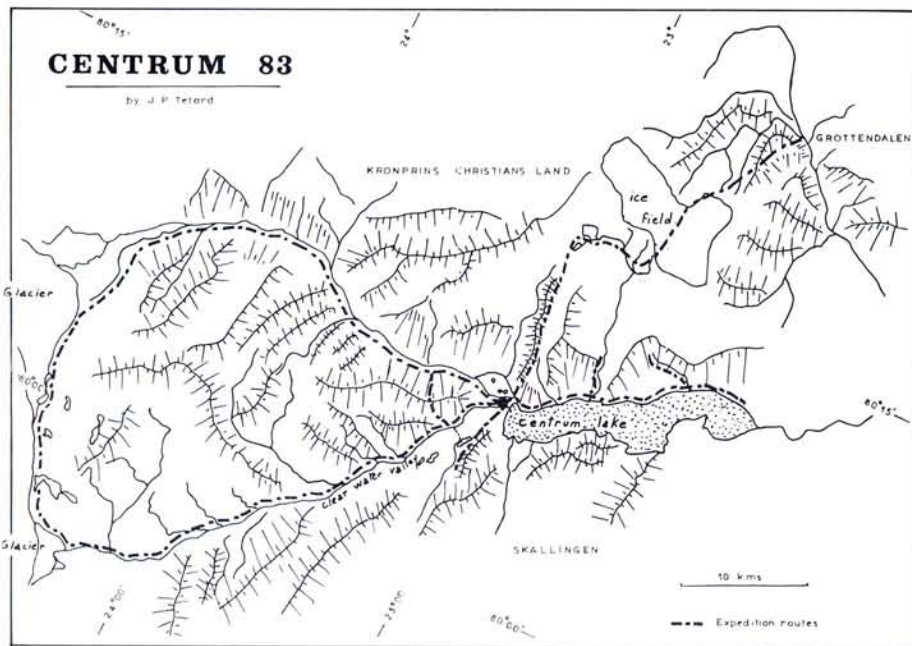 80°15'
24°
23°
CENTRUM 83
by J. P. Telard
GROTTENDALEN
KRONPRINS CHRISTIANS LAND
ice
field
Glacier
80°00'
80°15'
Centrum lake
Clear water valley
Glacier
SKALLINGEN
10 kms
24°00'
23°00'
80°00'
Expedition routes